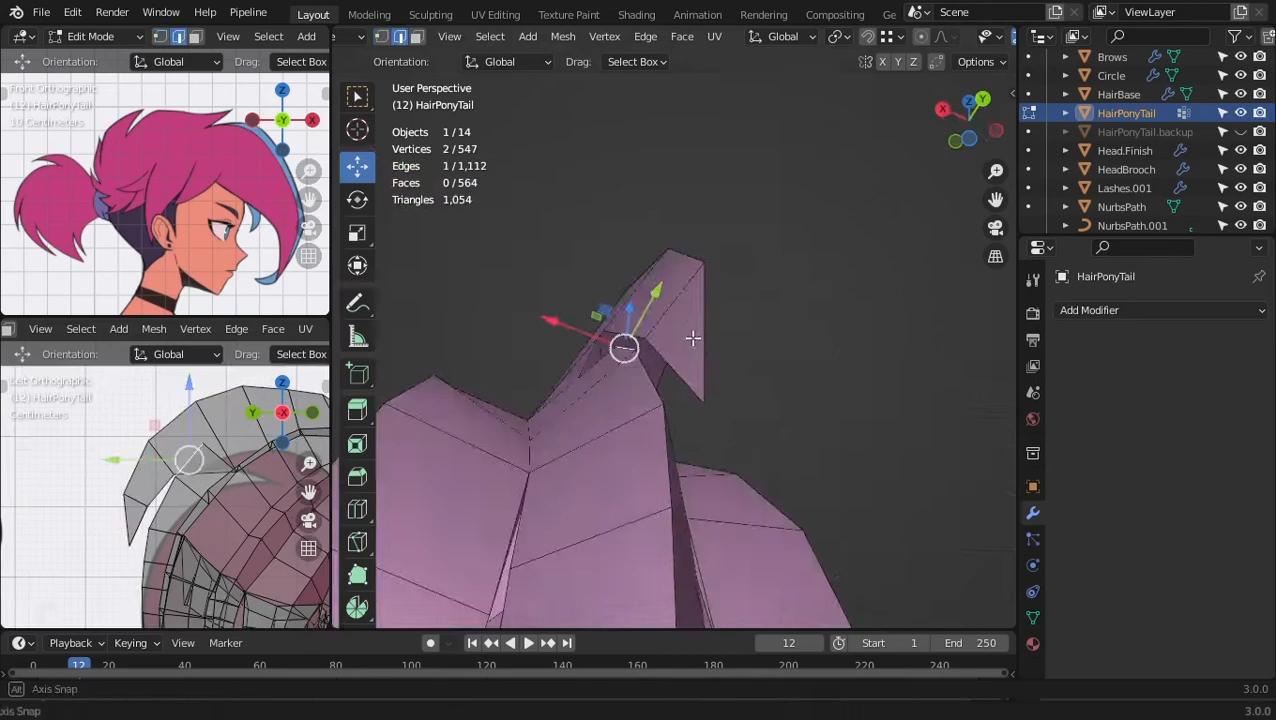 File Edit Render Window Help Pipeline Layout Modeling Sculpting UV Editing Texture Paint Shading Animation Rendering Compositing Ge Scene ViewLayer
Edit Mode View Select Add
View Select Add Mesh Vertex Edge Face UV Global
Orientation: Global Drag: Select Box
Orientation: Global Drag: Select Box X Y Z Options
Front Orthographic
(12) HairPonyTail
10 Centimeters
Z
Y
X
User Perspective
(12) HairPonyTail
Objects 1/14
Vertices 2/547
Edges 1/1,112
Faces 0/564
Triangles 1,054
X
Z
Y
Brows
Circle
HairBase
HairPonyTail
HairPonyTail.backup
Head.Finish
HeadBrooch
Lashes.001
NurbsPath
NurbsPath.001
HairPonyTail
Add Modifier
View Select Add Mesh Vertex Edge Face UV
Orientation: Global Drag: Select Box
(12) HairPonyTail
Centimeters
Z
Y
X
Playback Keying View Marker 12 Start 1 End 250
0 12 40 60 80 100 120 140 160 180 200 220 240
Alt Axis Snap 3.0.0
xis Snap 3.0.0